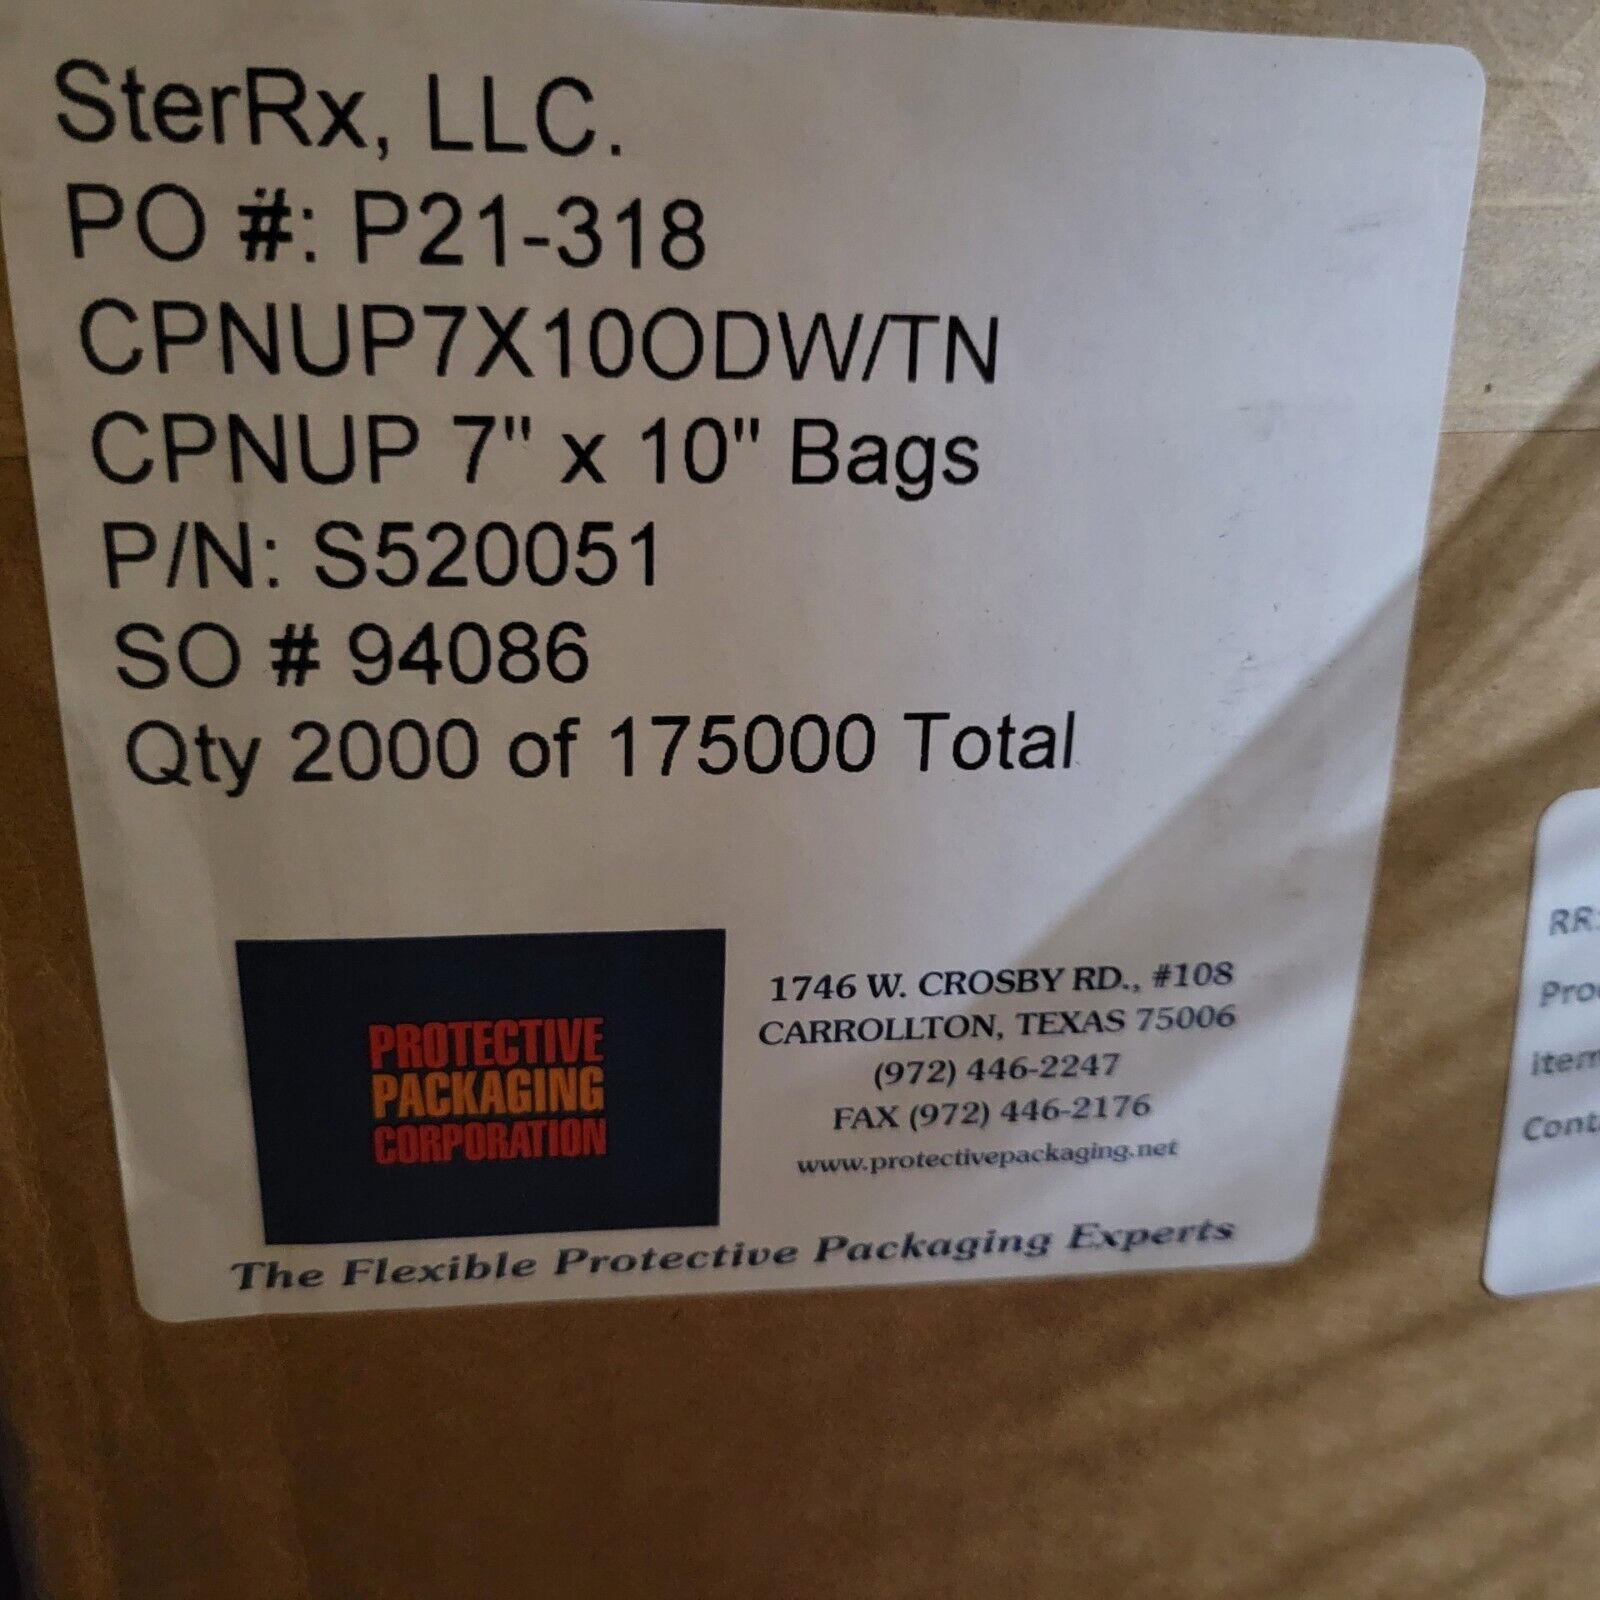 SterRx, LLC.
PO #: P21-318
CPNUP7X10ODW/TN
CPNUP 7" x 10" Bags
P/N: S520051
SO # 94086
Qty 2000 of 175000 Total
PROTECTIVE
PACKAGING
CORPORATION
1746 W. CROSBY RD., #108
CARROLLTON, TEXAS 75006
(972) 446-2247
FAX (972) 446-2176
www.protectivepackaging.net
The Flexible Protective Packaging Experts
RR: